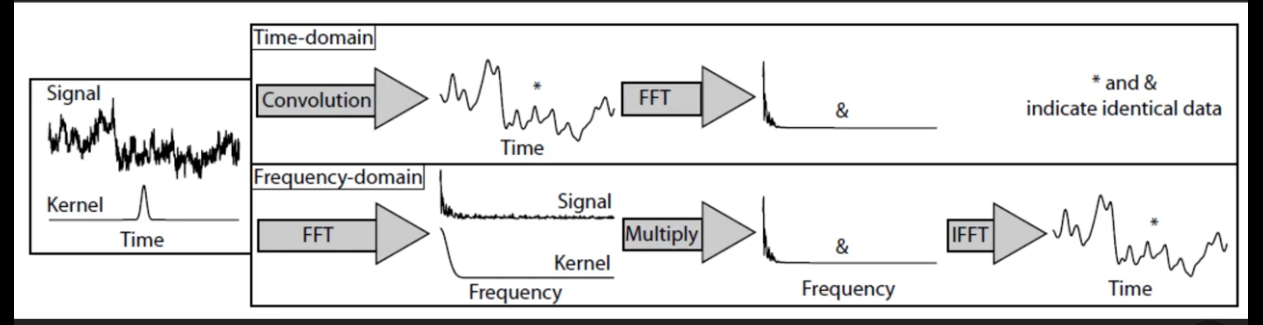 Signal
Kernel
Time
Time-domain
Convolution
*
Time
FFT
&
* and &
indicate identical data
Frequency-domain
FFT
Signal
Kernel
Frequency
Multiply
&
Frequency
IFFT
*
Time